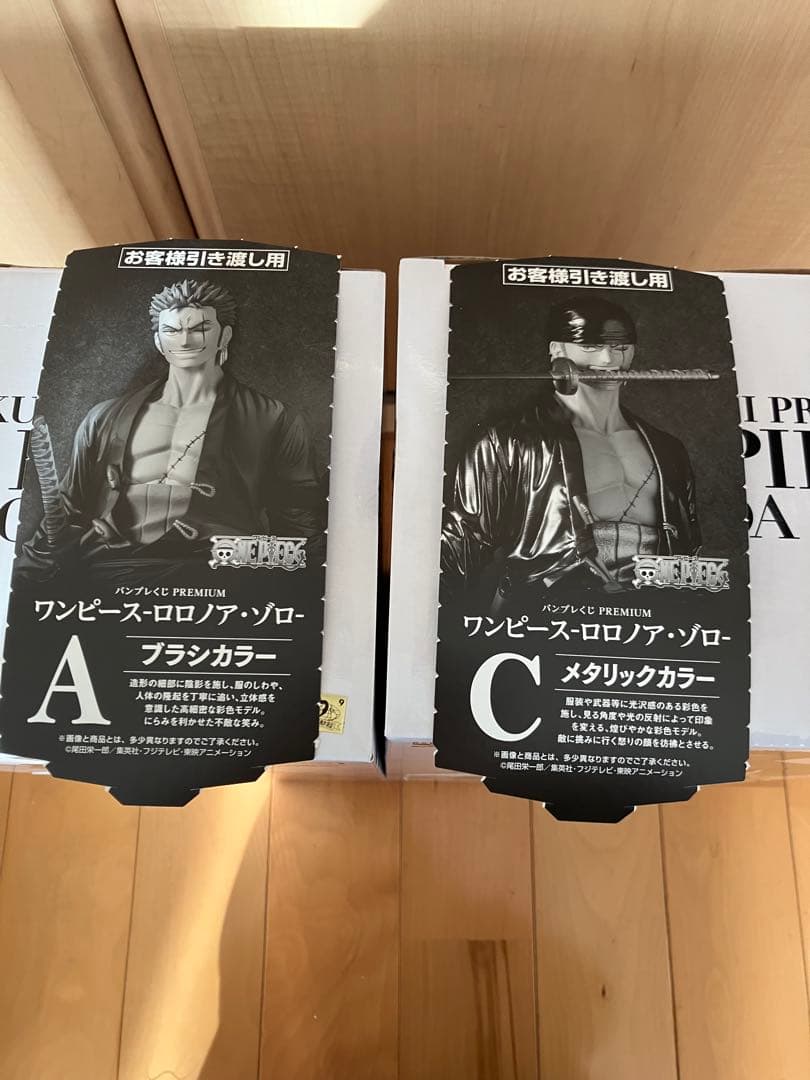 お客様引き渡し用
ONE PIECE
バンプレくじ PREMIUM
ワンピース-ロロノア・ゾロ-
A
ブラシカラー
造形の細部に陰影を施し、服のしわや、
人体の隆起を丁寧に追い、立体感を
意識した高細密な彩色モデル。
にらみを利かせた不敵な笑み。
※画像と商品とは、多少異なりますのでご了承ください。
©尾田栄一郎/集英社・フジテレビ・東映アニメーション
9
お客様引き渡し用
ONE PIECE
バンプレくじ PREMIUM
ワンピース-ロロノア・ゾロ-
C
メタリックカラー
服装や武器等に光沢感のある彩色を
施し、見る角度や光の反射によって印象
を変える、煌びやかな彩色モデル。
敵に挑みに行く怒りの顔を彷彿とさせる。
※画像と商品とは、多少異なりますのでご了承ください。
©尾田栄一郎/集英社・フジテレビ・東映アニメーション
KU
I PR
PI
OA